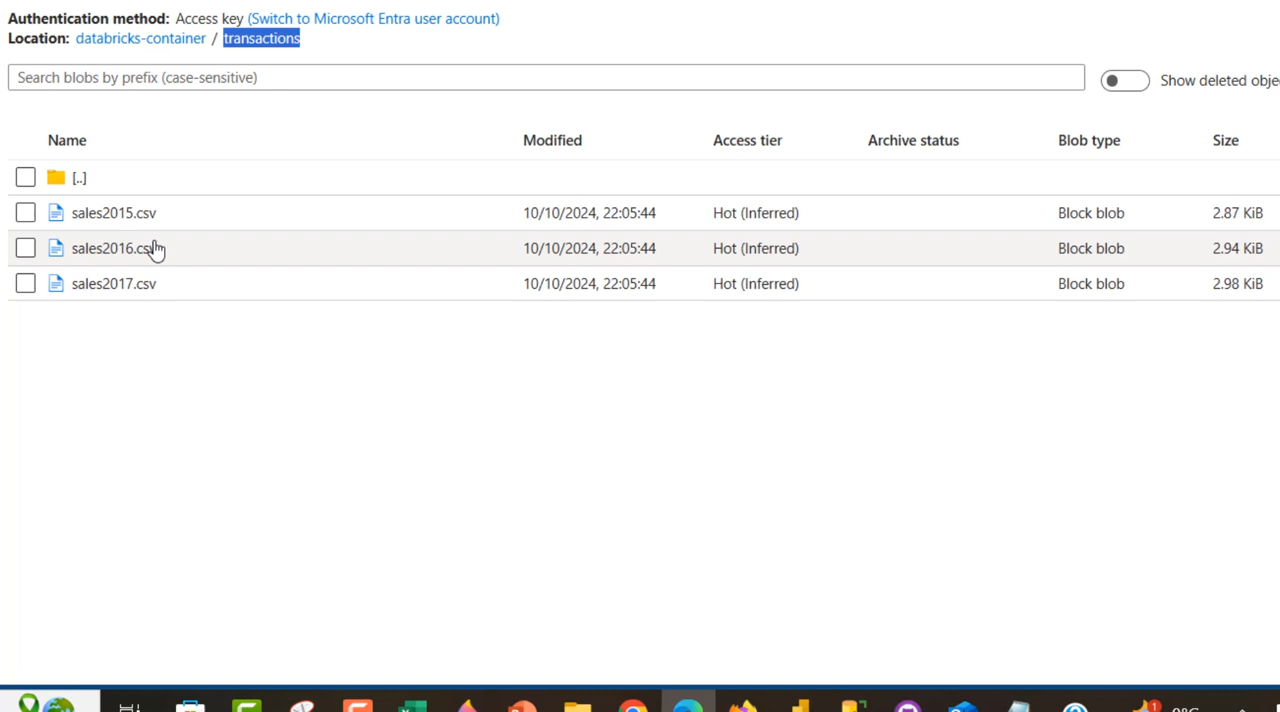 Authentication method: Access key (Switch to Microsoft Entra user account)
Location: databricks-container / transactions
Search blobs by prefix (case-sensitive)
Show deleted obje
Name Modified Access tier Archive status Blob type Size
[..]
sales2015.csv 10/10/2024, 22:05:44 Hot (Inferred) Block blob 2.87 KiB
sales2016.csv 10/10/2024, 22:05:44 Hot (Inferred) Block blob 2.94 KiB
sales2017.csv 10/10/2024, 22:05:44 Hot (Inferred) Block blob 2.98 KiB
1